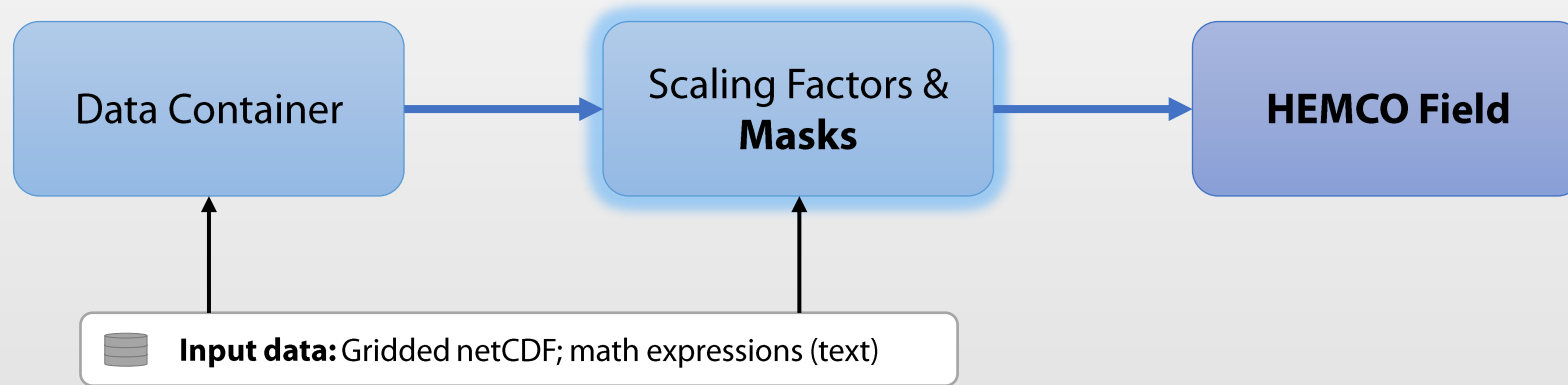 Data Container
Scaling Factors &
Masks
HEMCO Field
Input data: Gridded netCDF; math expressions (text)